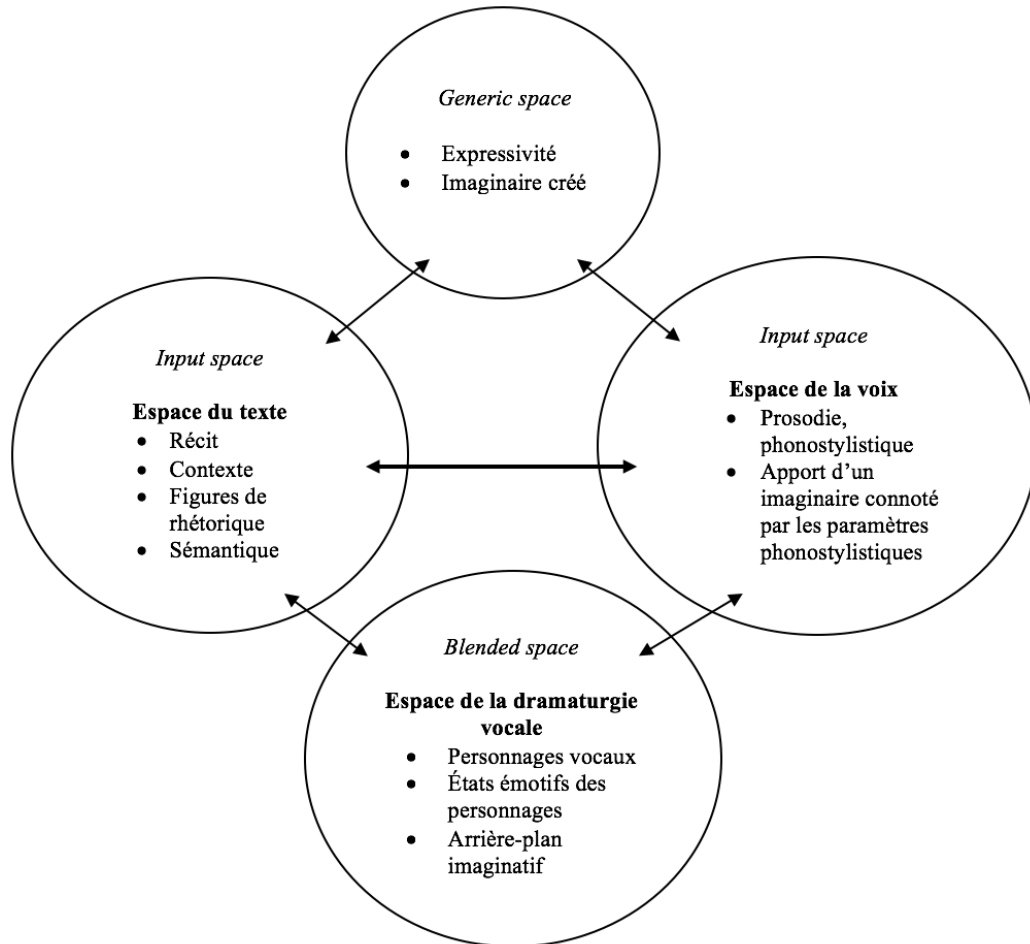 Generic space
• Expressivité
• Imaginaire créé
Input space
Espace du texte
• Récit
• Contexte
• Figures de
rhétorique
• Sémantique
Input space
Espace de la voix
• Prosodie,
phonostylistique
• Apport d’un
imaginaire connoté
par les paramètres
phonostylistiques
Blended space
Espace de la dramaturgie
vocale
• Personnages vocaux
• États émotifs des
personnages
• Arrière-plan
imaginatif